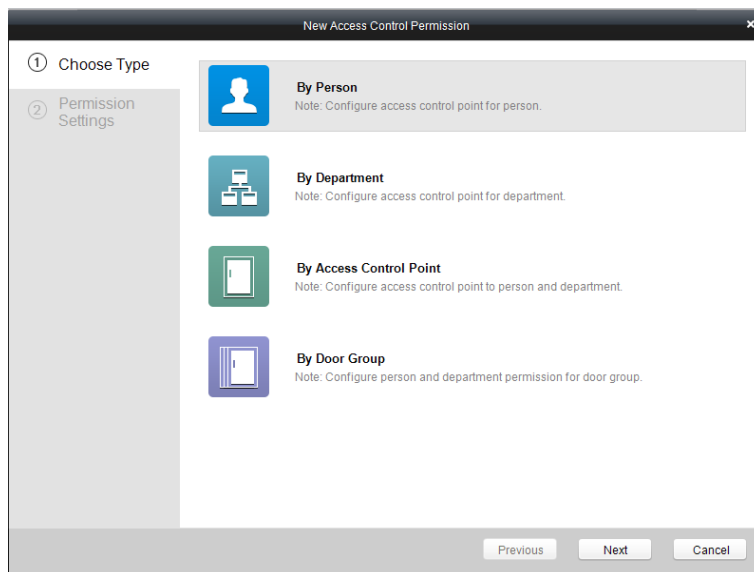 New Access Control Permission
×
1 Choose Type
2 Permission
Settings
By Person
Note: Configure access control point for person.
By Department
Note: Configure access control point for department.
By Access Control Point
Note: Configure access control point to person and department.
By Door Group
Note: Configure person and department permission for door group.
Previous Next Cancel